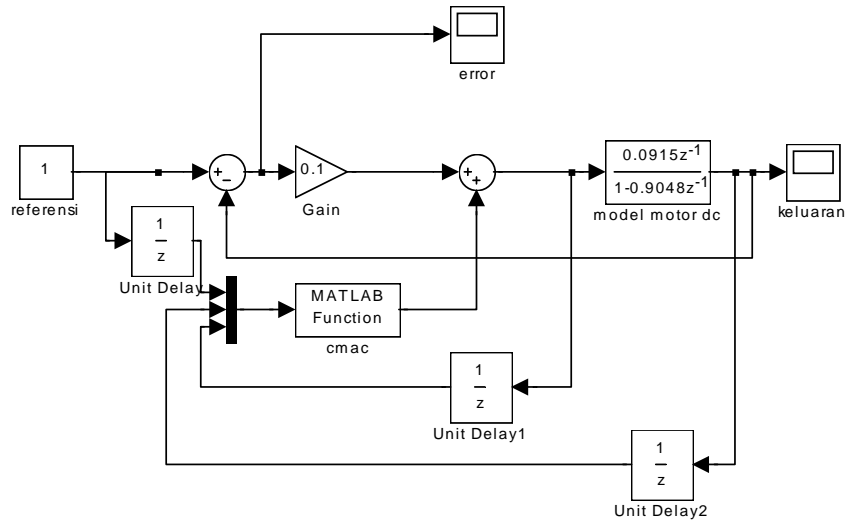 error
1
referensi
+
−
0.1
Gain
+
+
0.0915z-1
1-0.9048z-1
model motor dc
keluaran
1
z
Unit Delay
MATLAB
Function
cmac
1
z
Unit Delay1
1
z
Unit Delay2